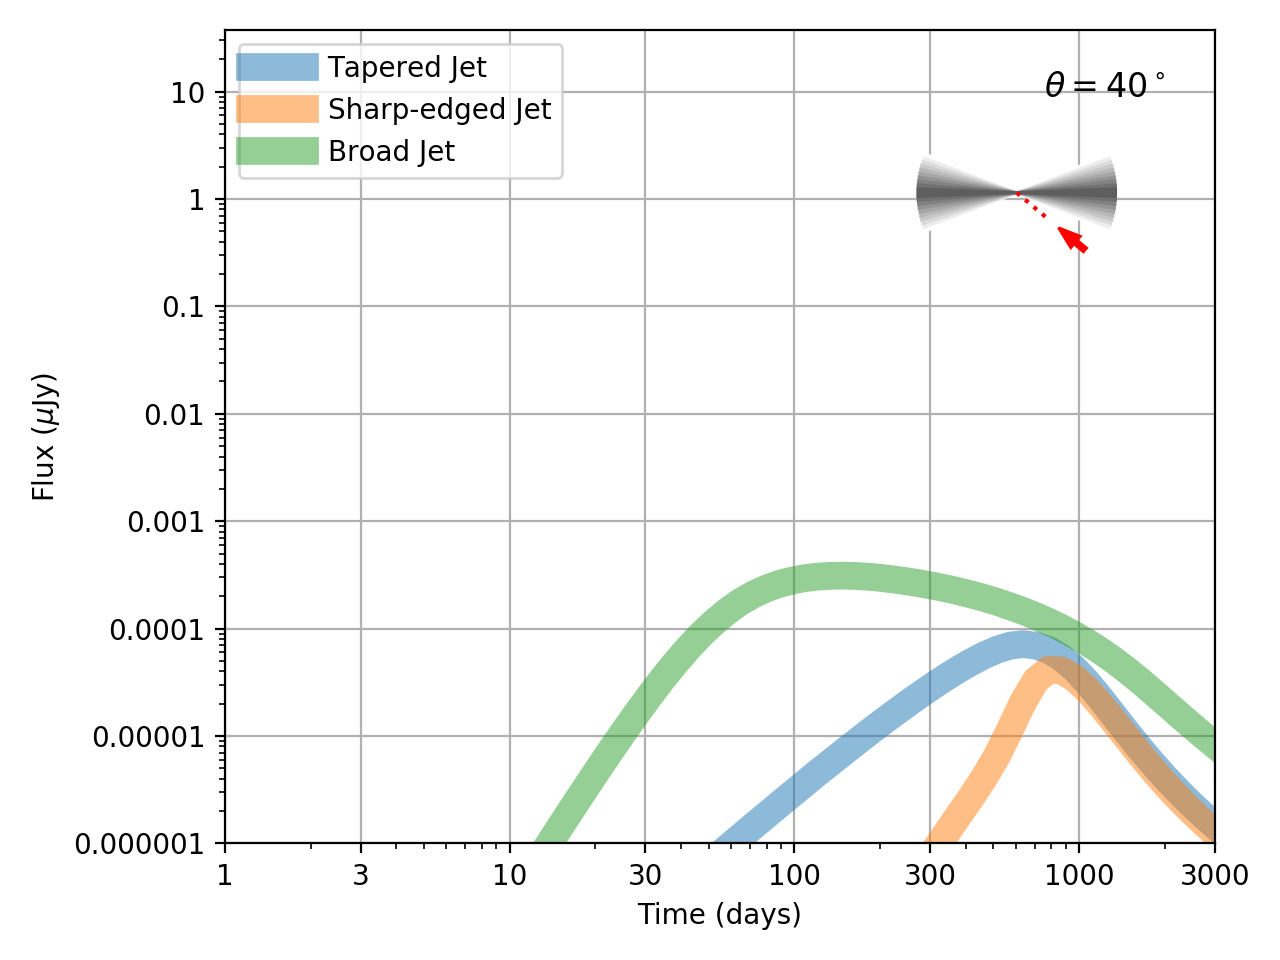 Tapered Jet
Sharp-edged Jet
Broad Jet
θ = 40°
10
1
0.1
0.01
0.001
0.0001
0.00001
0.000001
Flux (μJy)
1 3 10 30 100 300 1000 3000
Time (days)